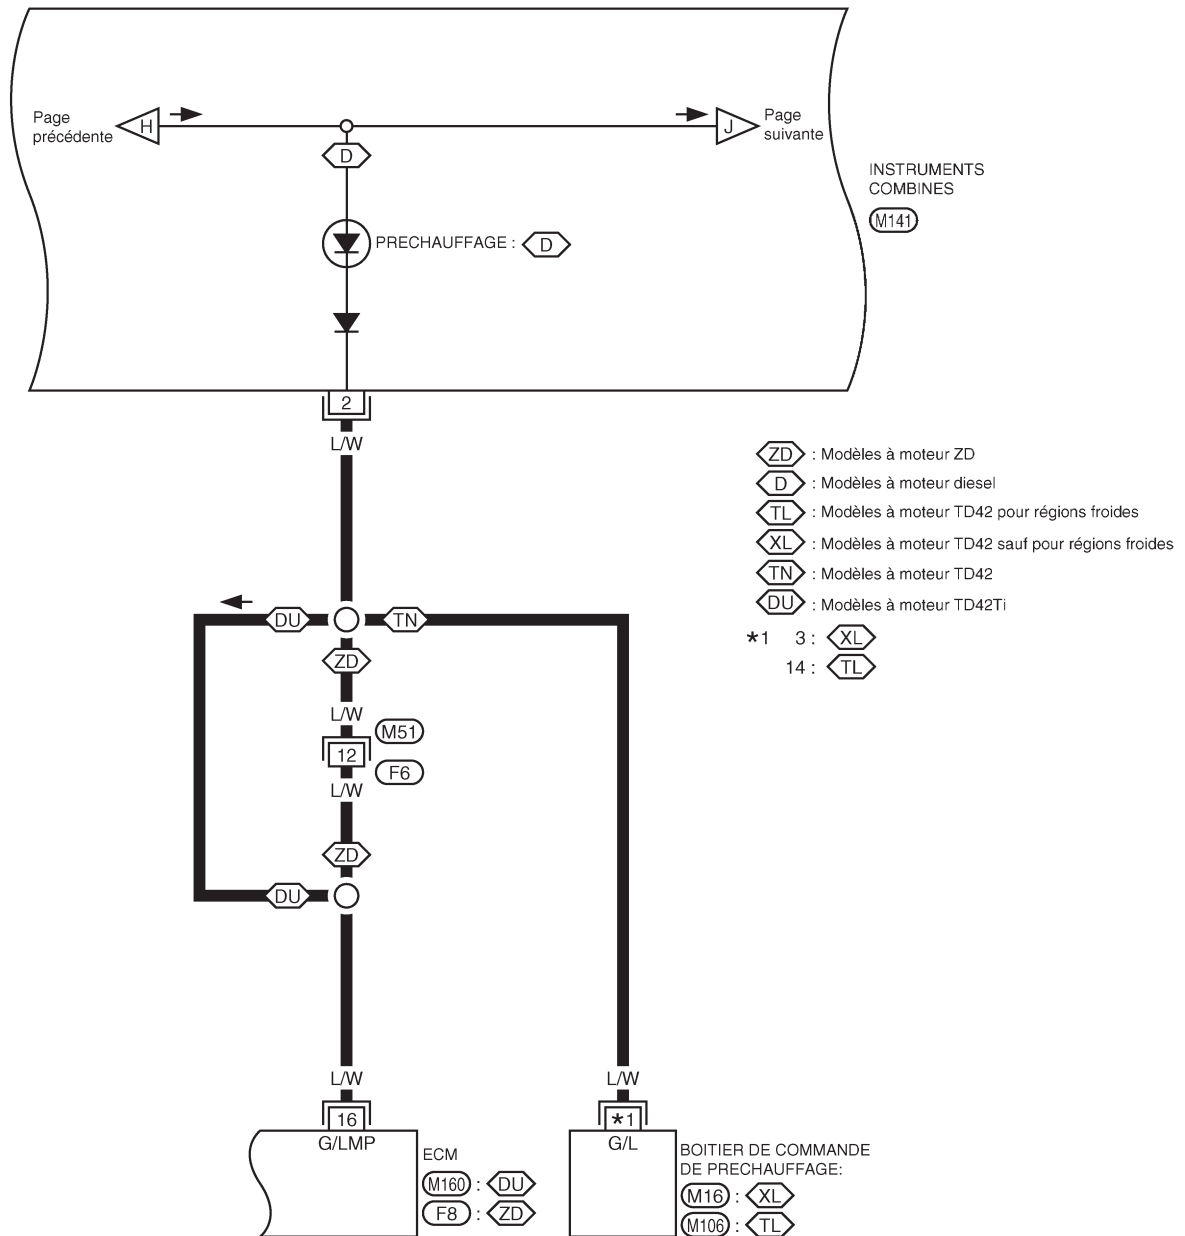 Page
précédente
H
J
Page
suivante
D
INSTRUMENTS
COMBINES
M141
PRECHAUFFAGE : D
2
L/W
ZD : Modèles à moteur ZD
D : Modèles à moteur diesel
TL : Modèles à moteur TD42 pour régions froides
XL : Modèles à moteur TD42 sauf pour régions froides
TN : Modèles à moteur TD42
DU : Modèles à moteur TD42Ti
*1 3 : XL
14 : TL
DU
TN
ZD
L/W
M51
12
F6
L/W
ZD
DU
L/W
L/W
16
*1
G/LMP
G/L
ECM
M160 : DU
F8 : ZD
BOITIER DE COMMANDE
DE PRECHAUFFAGE:
M16 : XL
M106 : TL